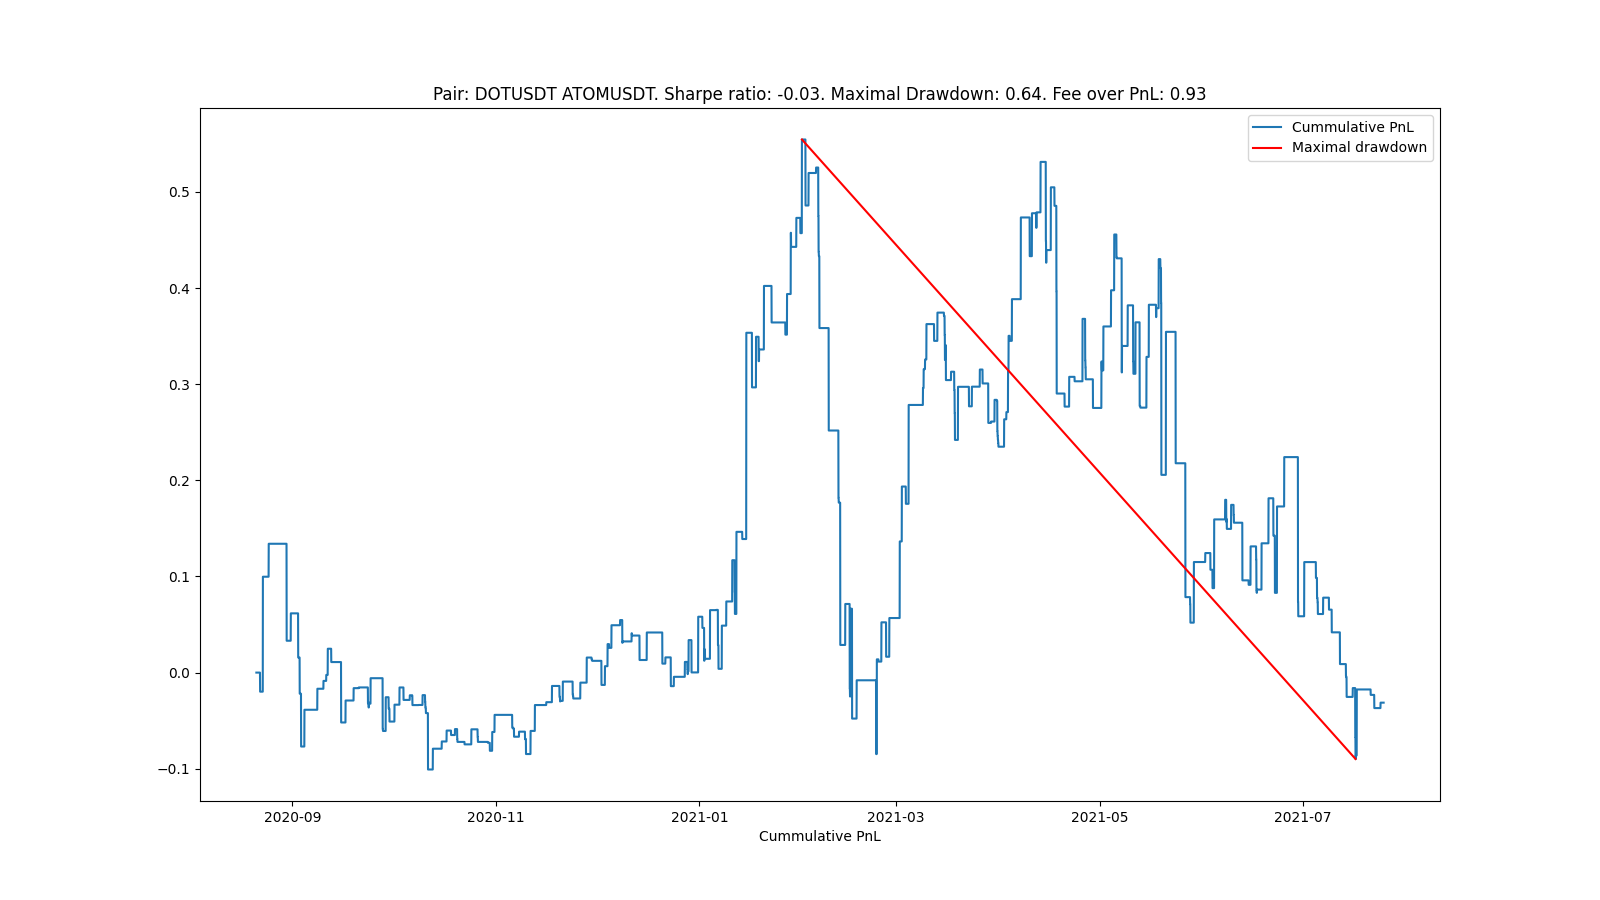 Pair: DOTUSDT ATOMUSDT. Sharpe ratio: -0.03. Maximal Drawdown: 0.64. Fee over PnL: 0.93
Cummulative PnL
Maximal drawdown
0.5
0.4
0.3
0.2
0.1
0.0
−0.1
2020-09 2020-11 2021-01 2021-03 2021-05 2021-07
Cummulative PnL